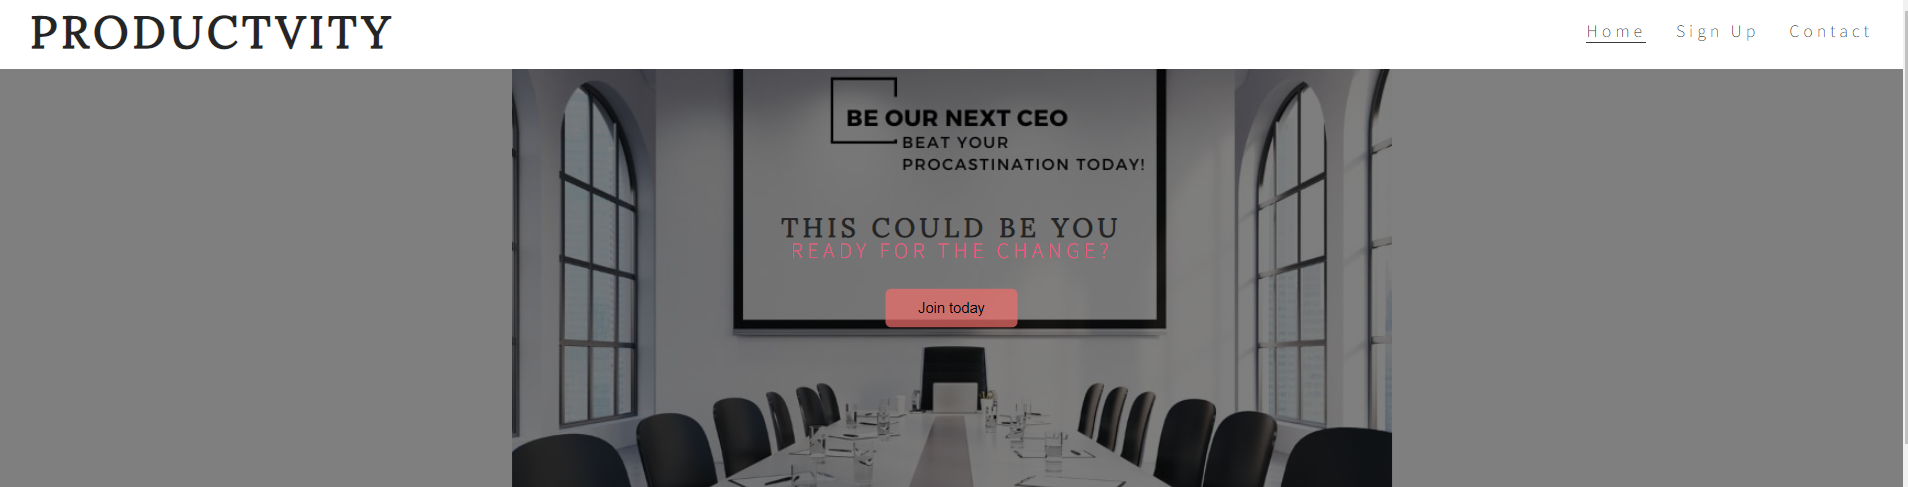 PRODUCTVITY
Home Sign Up Contact
BE OUR NEXT CEO
BEAT YOUR
PROCASTINATION TODAY!
THIS COULD BE YOU
READY FOR THE CHANGE?
Join today